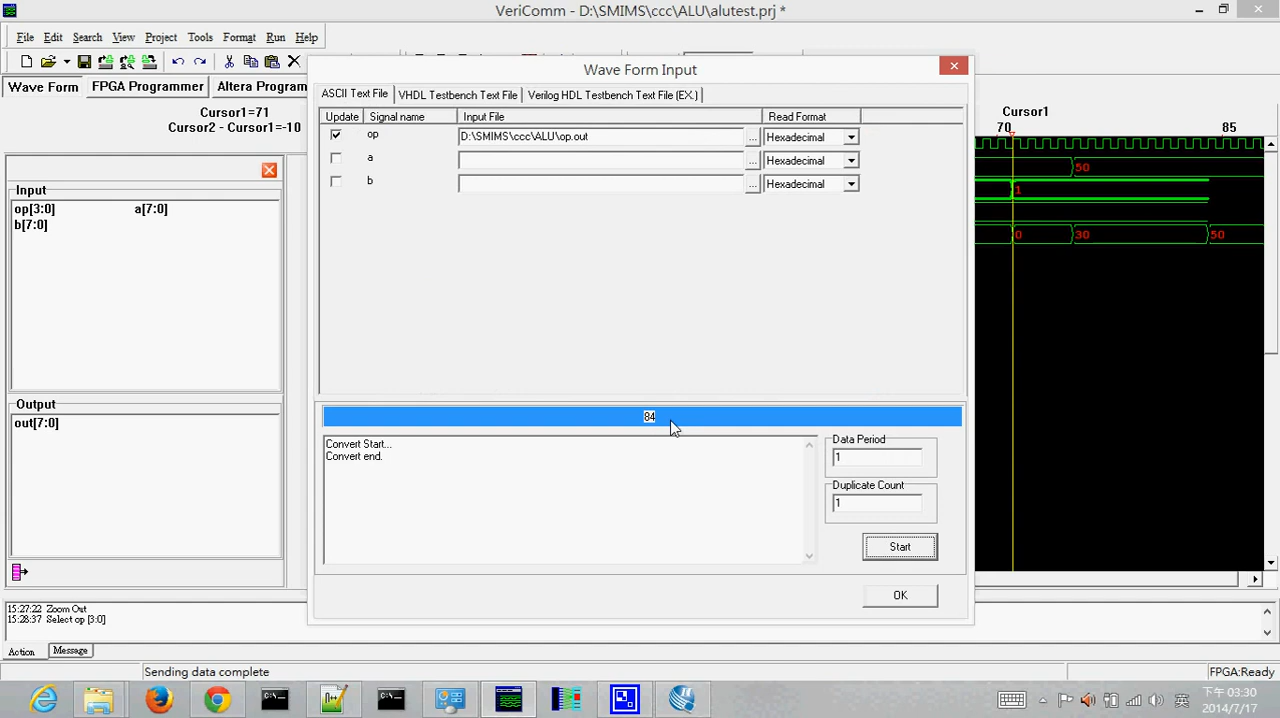 VeriComm - D:\SMIMS\ccc\ALU\alutest.prj *
File Edit Search View Project Tools Format Run Help
Wave Form FPGA Programmer Altera Program
Cursor1=71
Cursor2 - Cursor1=-10
Input
op[3:0] a[7:0]
b[7:0]
Output
out[7:0]
Wave Form Input
ASCII Text File VHDL Testbench Text File Verilog HDL Testbench Text File (EX.)
Update Signal name Input File Read Format
op D:\SMIMS\ccc\ALU\op.out ... Hexadecimal
a ... Hexadecimal
b ... Hexadecimal
84
Convert Start...
Convert end.
Data Period
1
Duplicate Count
1
Start
OK
Cursor1
70 85
50
1
0 30 50
15:27:22 Zoom Out
15:28:37 Select op [3:0]
Action Message
Sending data complete FPGA:Ready
英
下午 03:30
2014/7/17